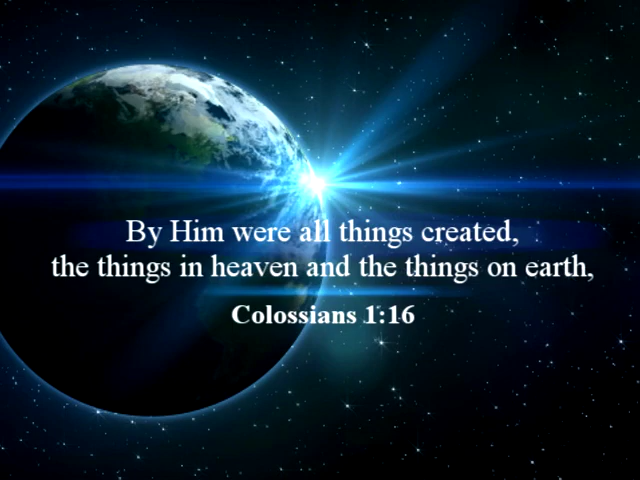 By Him were all things created,
the things in heaven and the things on earth,
Colossians 1:16